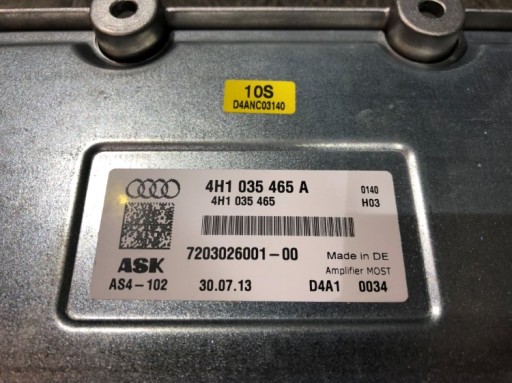 10S
D4ANC03140
4H1 035 465 A
0140
4H1 035 465
H03
7203026001-00
Made in DE
ASK
Amplifier MOST
AS4-102
30.07.13
D4A1
0034